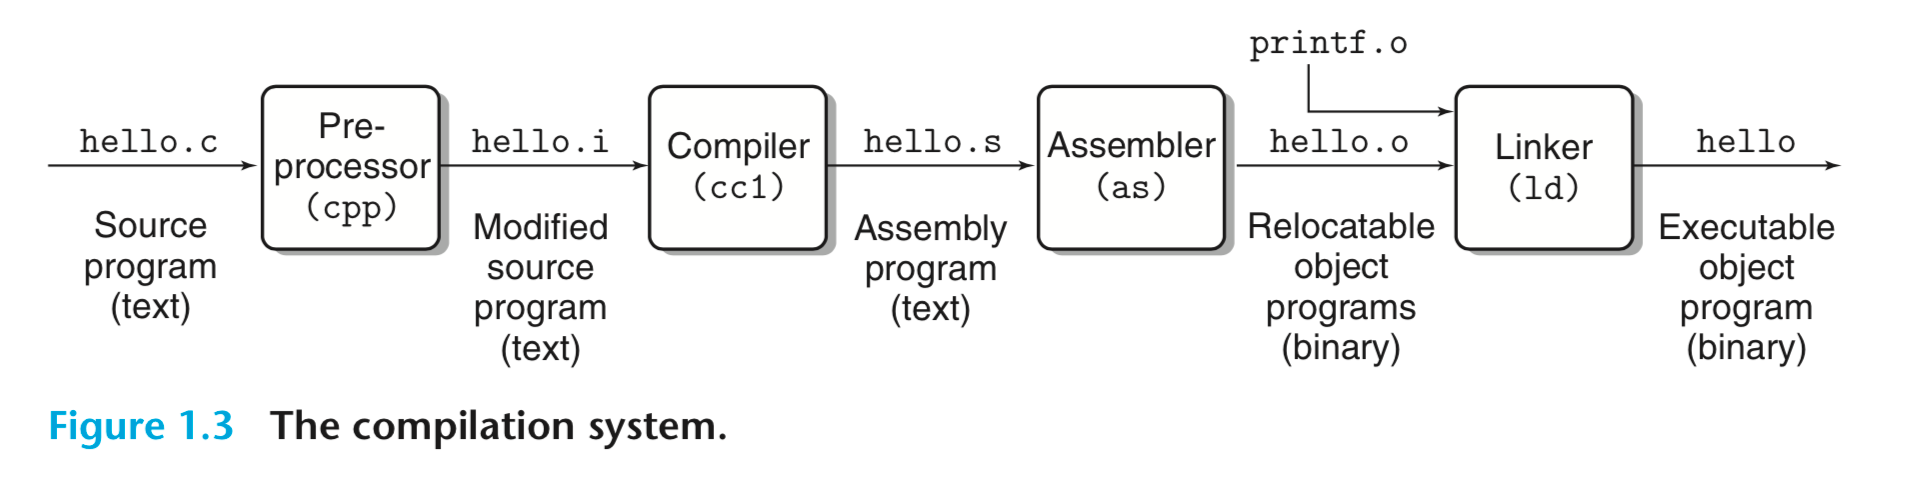 printf.o
hello.c
Pre-
processor
(cpp)
hello.i
Compiler
(cc1)
hello.s
Assembler
(as)
hello.o
Linker
(ld)
hello
Source
program
(text)
Modified
source
program
(text)
Assembly
program
(text)
Relocatable
object
programs
(binary)
Executable
object
program
(binary)
Figure 1.3 The compilation system.